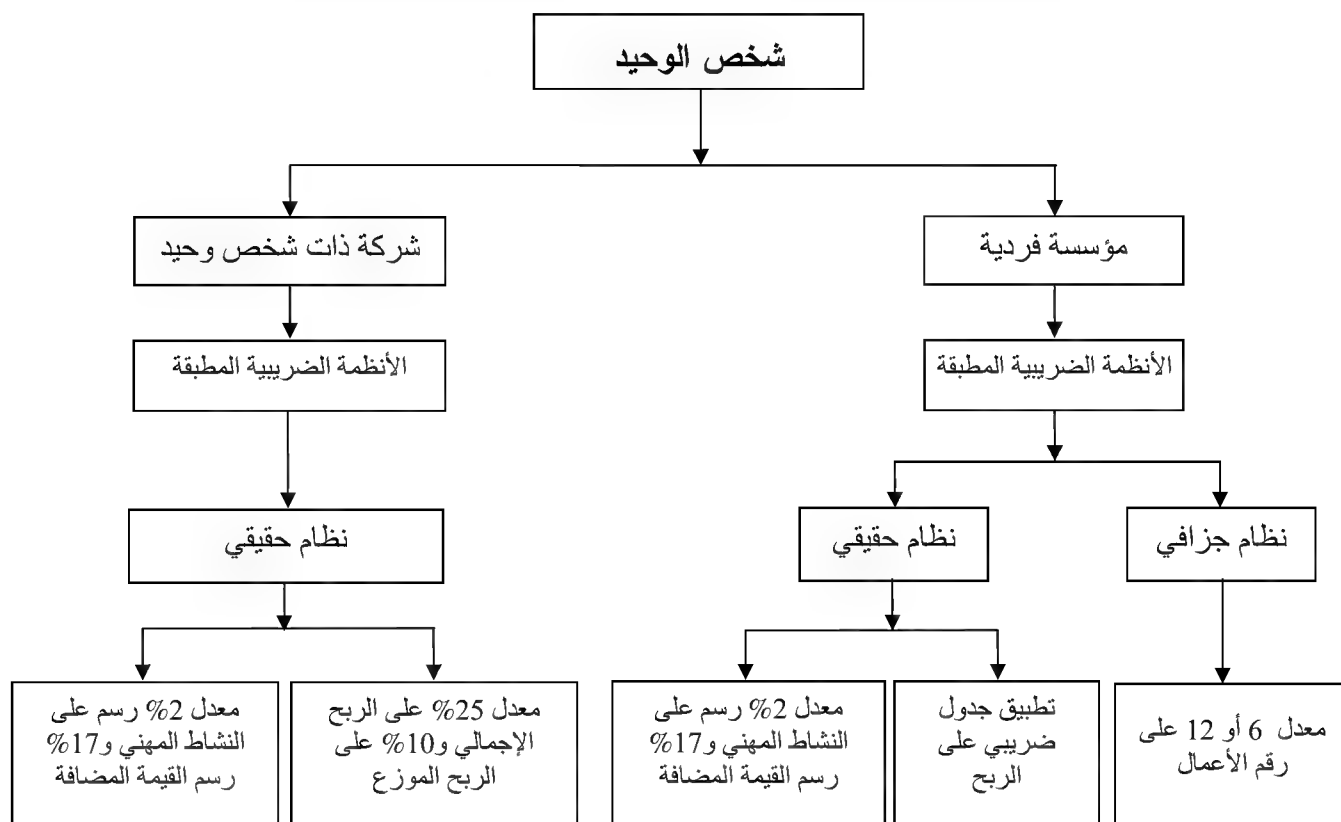 شخص الوحيد
مؤسسة فردية
شركة ذات شخص وحيد
الأنظمة الضريبية المطبقة
الأنظمة الضريبية المطبقة
نظام جزافي
نظام حقيقي
نظام حقيقي
معدل 6 أو 12 على
رقم الأعمال
تطبيق جدول
ضريبي على
الربح
معدل 2% رسم على
النشاط المهني و17%
رسم القيمة المضافة
معدل 25% على الربح
الإجمالي و10% على
الربح الموزع
معدل 2% رسم على
النشاط المهني و17%
رسم القيمة المضافة